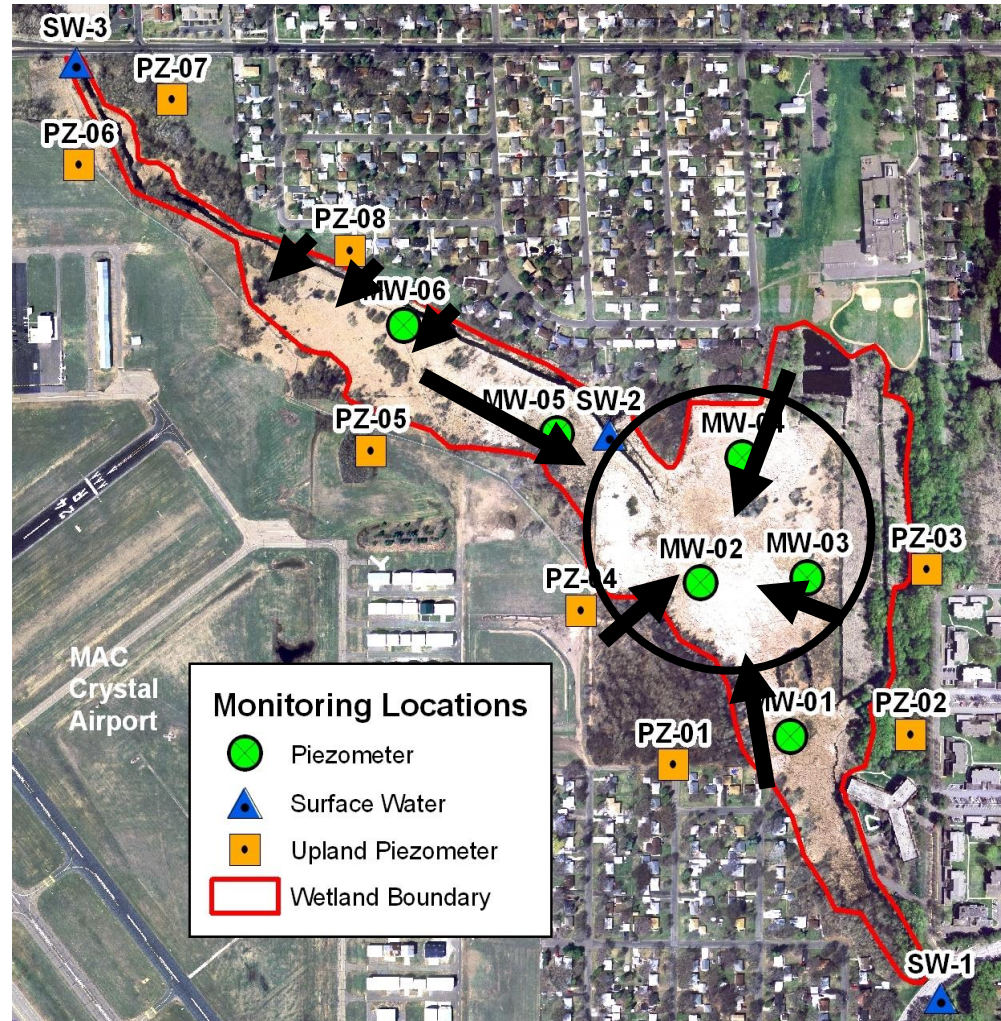 SW-3
PZ-07
PZ-06
PZ-08
MW-06
MW-05
SW-2
PZ-05
MW-04
MW-02
MW-03
PZ-03
PZ-04
MAC
Crystal
Airport
MW-01
PZ-02
PZ-01
SW-1
Monitoring Locations
Piezometer
Surface Water
Upland Piezometer
Wetland Boundary